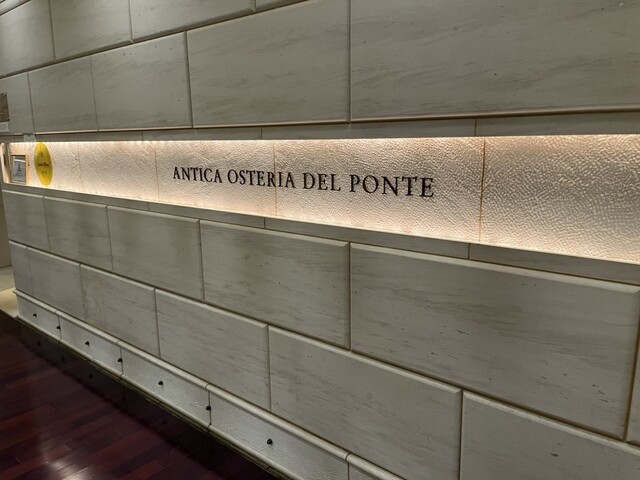 ANTICA OSTERIA DEL PONTE